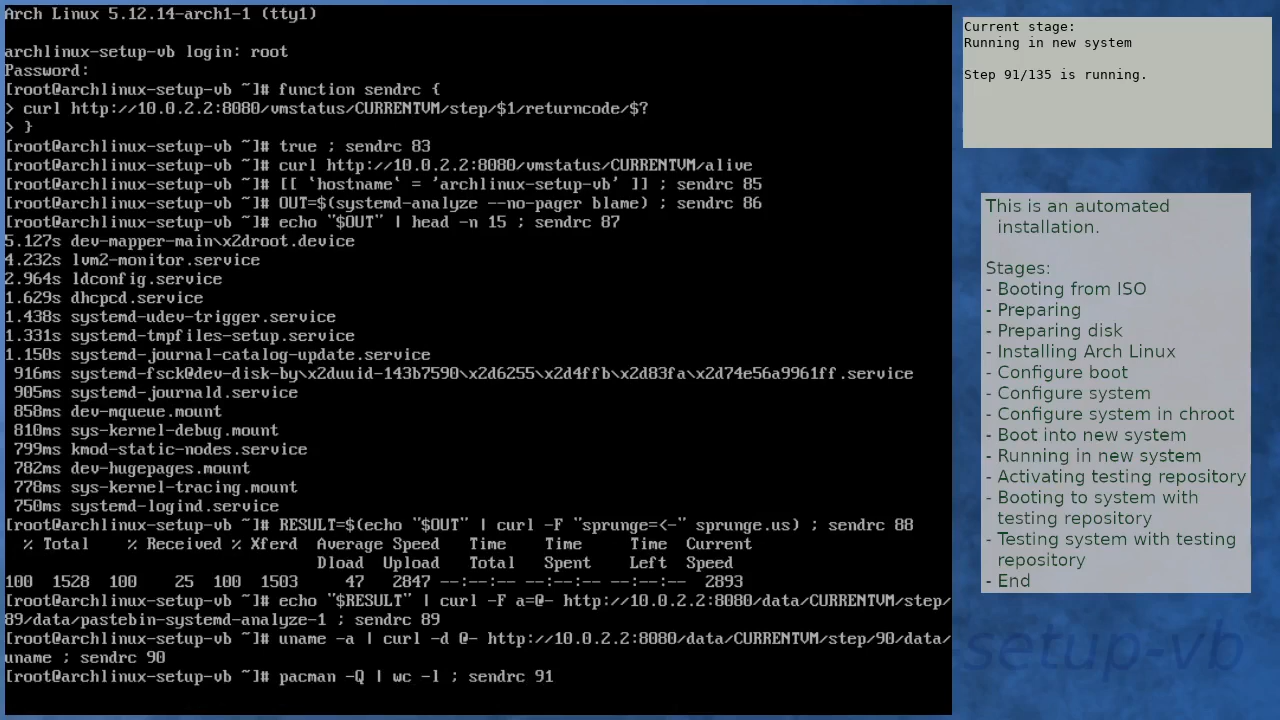 Arch Linux 5.12.14-arch1-1 (tty1)
archlinux-setup-vb login: root
Password:
[root@archlinux-setup-vb ~]# function sendrc {
> curl http://10.0.2.2:8080/vmstatus/CURRENTVM/step/$1/returncode/$?
> }
[root@archlinux-setup-vb ~]# true ; sendrc 83
[root@archlinux-setup-vb ~]# curl http://10.0.2.2:8080/vmstatus/CURRENTVM/alive
[root@archlinux-setup-vb ~]# [[ `hostname` = 'archlinux-setup-vb' ]] ; sendrc 85
[root@archlinux-setup-vb ~]# OUT=$(systemd-analyze --no-pager blame) ; sendrc 86
[root@archlinux-setup-vb ~]# echo "$OUT" | head -n 15 ; sendrc 87
5.127s dev-mapper-main\x2droot.device
4.232s lvm2-monitor.service
2.964s ldconfig.service
1.629s dhcpcd.service
1.438s systemd-udev-trigger.service
1.331s systemd-tmpfiles-setup.service
1.150s systemd-journal-catalog-update.service
916ms systemd-fsck@dev-disk-by\x2duuid-143b7590\x2d6255\x2d4ffb\x2d83fa\x2d74e56a9961ff.service
905ms systemd-journald.service
858ms dev-mqueue.mount
810ms sys-kernel-debug.mount
799ms kmod-static-nodes.service
782ms dev-hugepages.mount
778ms sys-kernel-tracing.mount
750ms systemd-logind.service
[root@archlinux-setup-vb ~]# RESULT=$(echo "$OUT" | curl -F "sprunge=<-" sprunge.us) ; sendrc 88
% Total % Received % Xferd Average Speed Time Time Time Current
Dload Upload Total Spent Left Speed
100 1528 100 25 100 1503 47 2847 --:--:-- --:--:-- --:--:-- 2893
[root@archlinux-setup-vb ~]# echo "$RESULT" | curl -F a=@- http://10.0.2.2:8080/data/CURRENTVM/step/
89/data/pastebin-systemd-analyze-1 ; sendrc 89
[root@archlinux-setup-vb ~]# uname -a | curl -d @- http://10.0.2.2:8080/data/CURRENTVM/step/90/data/
uname ; sendrc 90
[root@archlinux-setup-vb ~]# pacman -Q | wc -l ; sendrc 91
Current stage:
Running in new system
Step 91/135 is running.
This is an automated
installation.
Stages:
- Booting from ISO
- Preparing
- Preparing disk
- Installing Arch Linux
- Configure boot
- Configure system
- Configure system in chroot
- Boot into new system
- Running in new system
- Activating testing repository
- Booting to system with
testing repository
- Testing system with testing
repository
- End
-setup-vb